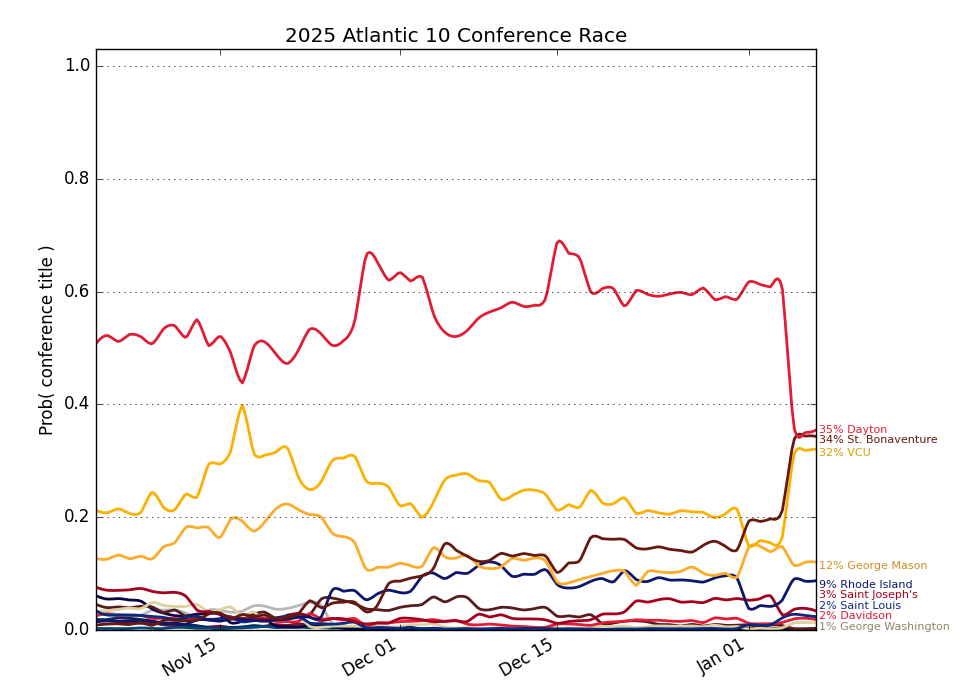 2025 Atlantic 10 Conference Race
Prob( conference title )
1.0
0.8
0.6
0.4
0.2
0.0
Nov 15
Dec 01
Dec 15
Jan 01
35% Dayton
34% St. Bonaventure
32% VCU
12% George Mason
9% Rhode Island
3% Saint Joseph's
2% Saint Louis
2% Davidson
1% George Washington